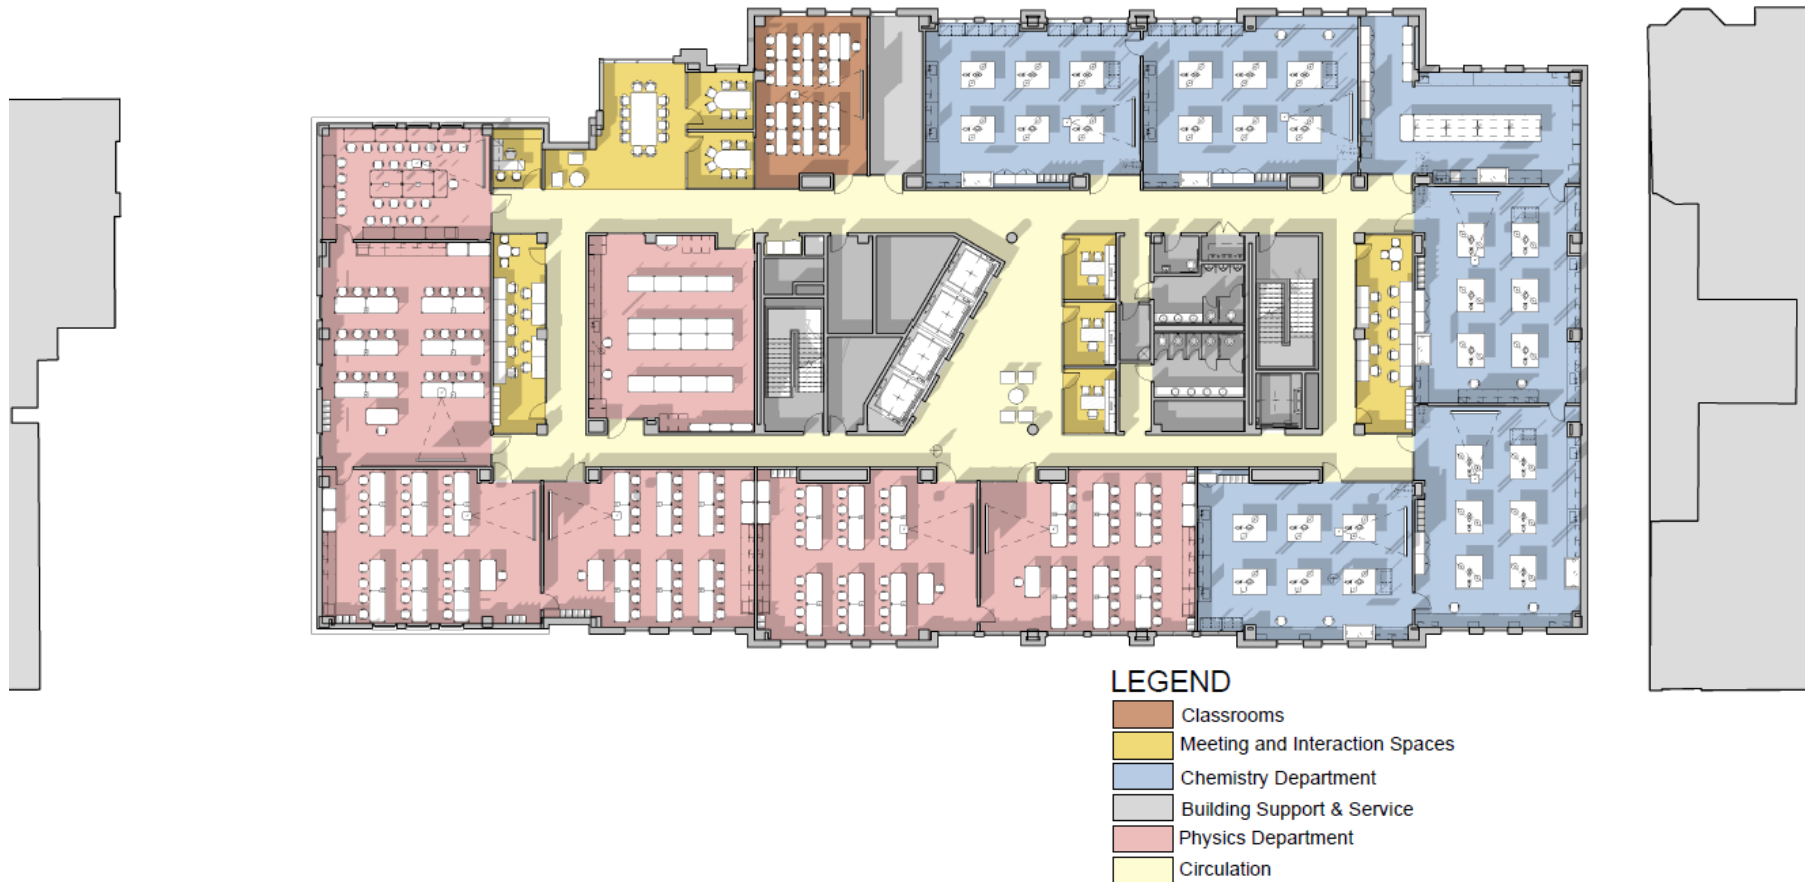 LEGEND
Classrooms
Meeting and Interaction Spaces
Chemistry Department
Building Support & Service
Physics Department
Circulation